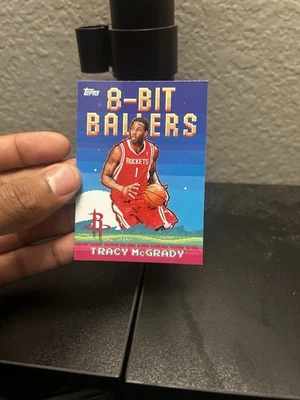 Topps
8-BIT
BALLERS
ROCKETS
1
R
TRACY McGRADY